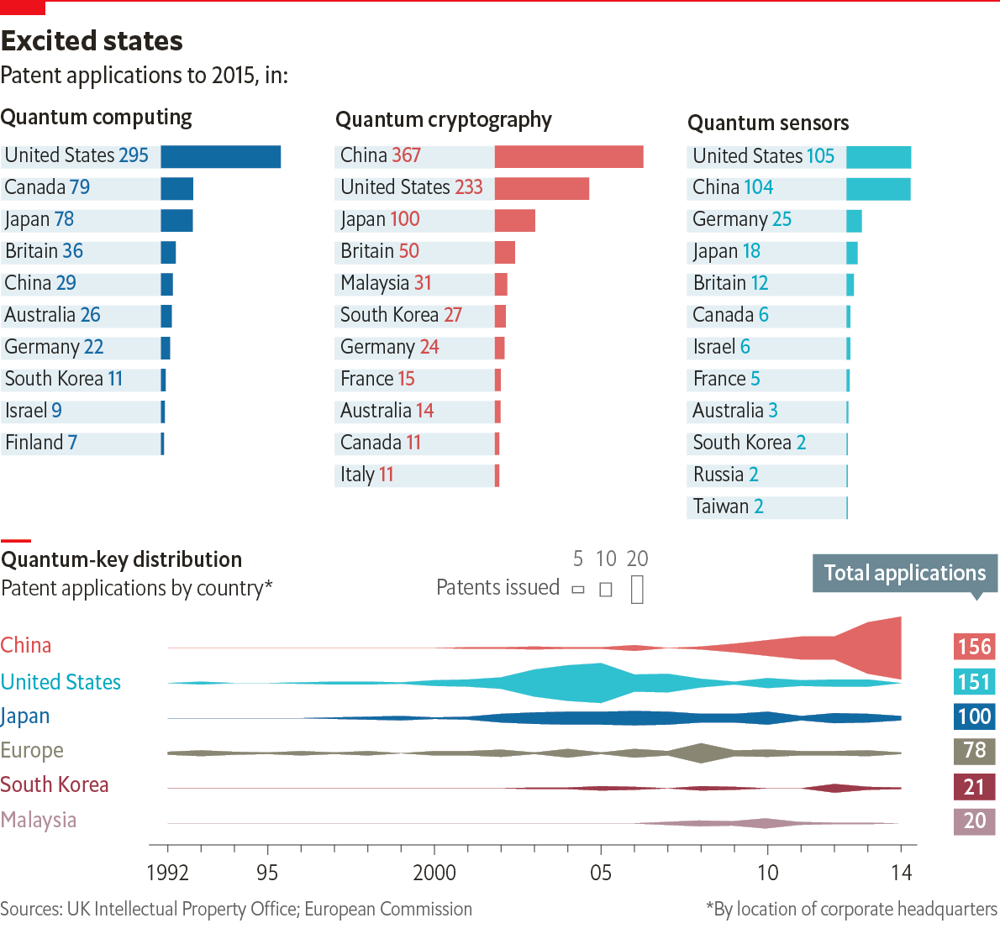 Excited states
Patent applications to 2015, in:
Quantum computing
United States 295
Canada 79
Japan 78
Britain 36
China 29
Australia 26
Germany 22
South Korea 11
Israel 9
Finland 7
Quantum cryptography
China 367
United States 233
Japan 100
Britain 50
Malaysia 31
South Korea 27
Germany 24
France 15
Australia 14
Canada 11
Italy 11
Quantum sensors
United States 105
China 104
Germany 25
Japan 18
Britain 12
Canada 6
Israel 6
France 5
Australia 3
South Korea 2
Russia 2
Taiwan 2
Quantum-key distribution
Patent applications by country*
5 10 20
Patents issued
Total applications
China 156
United States 151
Japan 100
Europe 78
South Korea 21
Malaysia 20
1992 95 2000 05 10 14
Sources: UK Intellectual Property Office; European Commission
*By location of corporate headquarters